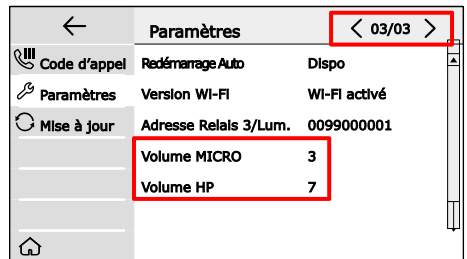 Paramètres
03/03
Code d'appel
Redémarrage Auto Dispo
Paramètres
Version WI-FI WI-FI activé
Mise à jour
Adresse Relais 3/Lum. 0099000001
Volume MICRO 3
Volume HP 7